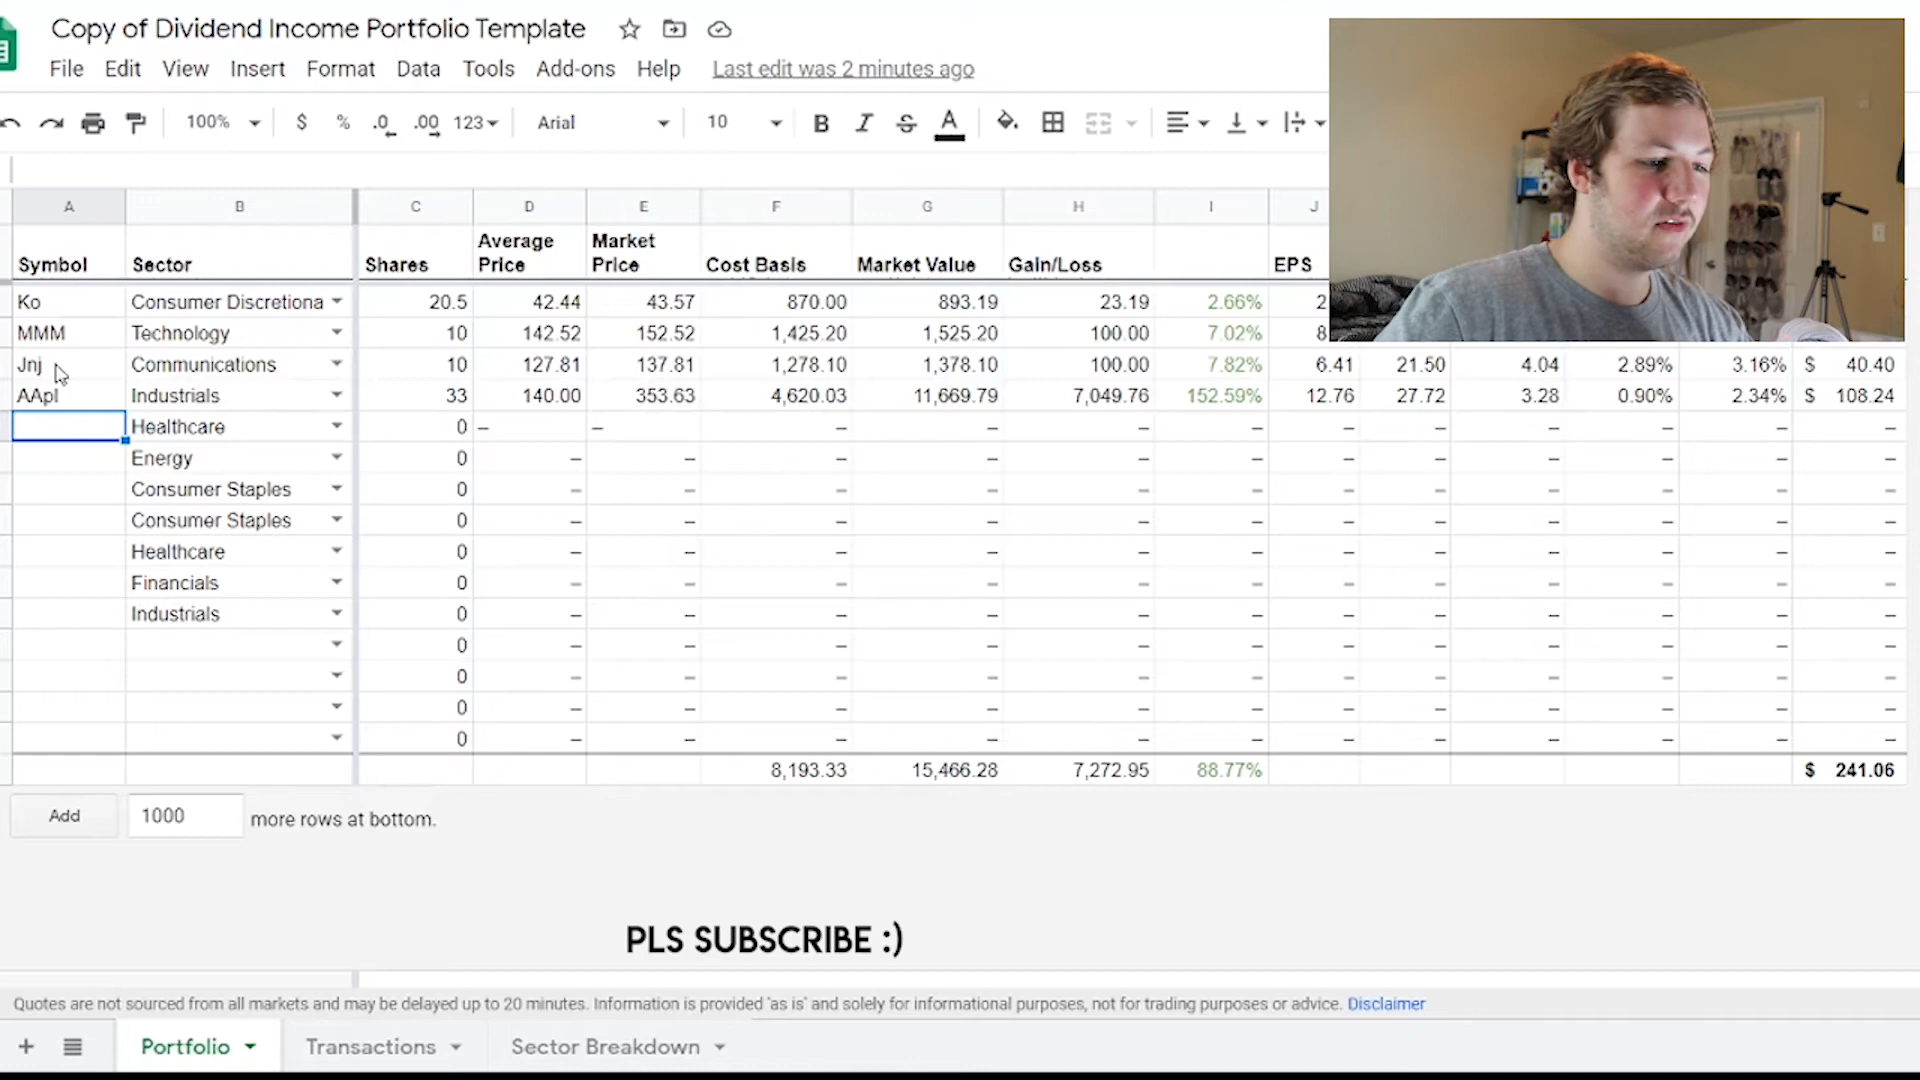 Copy of Dividend Income Portfolio Template
File Edit View Insert Format Data Tools Add-ons Help Last edit was 2 minutes ago
100% $ % .0 .00 123 Arial 10 B I S A
A B C D E F G H I J
Symbol Sector Shares Average Price Market Price Cost Basis Market Value Gain/Loss EPS
Ko Consumer Discretiona 20.5 42.44 43.57 870.00 893.19 23.19 2.66% 2
MMM Technology 10 142.52 152.52 1,425.20 1,525.20 100.00 7.02% 8
Jnj Communications 10 127.81 137.81 1,278.10 1,378.10 100.00 7.82% 6.41 21.50 4.04 2.89% 3.16% $ 40.40
AApl Industrials 33 140.00 353.63 4,620.03 11,669.79 7,049.76 152.59% 12.76 27.72 3.28 0.90% 2.34% $ 108.24
Healthcare 0 – – – – – – – – – – – –
Energy 0 – – – – – – – – – – – –
Consumer Staples 0 – – – – – – – – – – – –
Consumer Staples 0 – – – – – – – – – – – –
Healthcare 0 – – – – – – – – – – – –
Financials 0 – – – – – – – – – – – –
Industrials 0 – – – – – – – – – – – –
0 – – – – – – – – – – – –
0 – – – – – – – – – – – –
0 – – – – – – – – – – – –
0 – – – – – – – – – – – –
8,193.33 15,466.28 7,272.95 88.77% $ 241.06
Add 1000 more rows at bottom.
PLS SUBSCRIBE :)
Quotes are not sourced from all markets and may be delayed up to 20 minutes. Information is provided 'as is' and solely for informational purposes, not for trading purposes or advice. Disclaimer
+ Portfolio Transactions Sector Breakdown